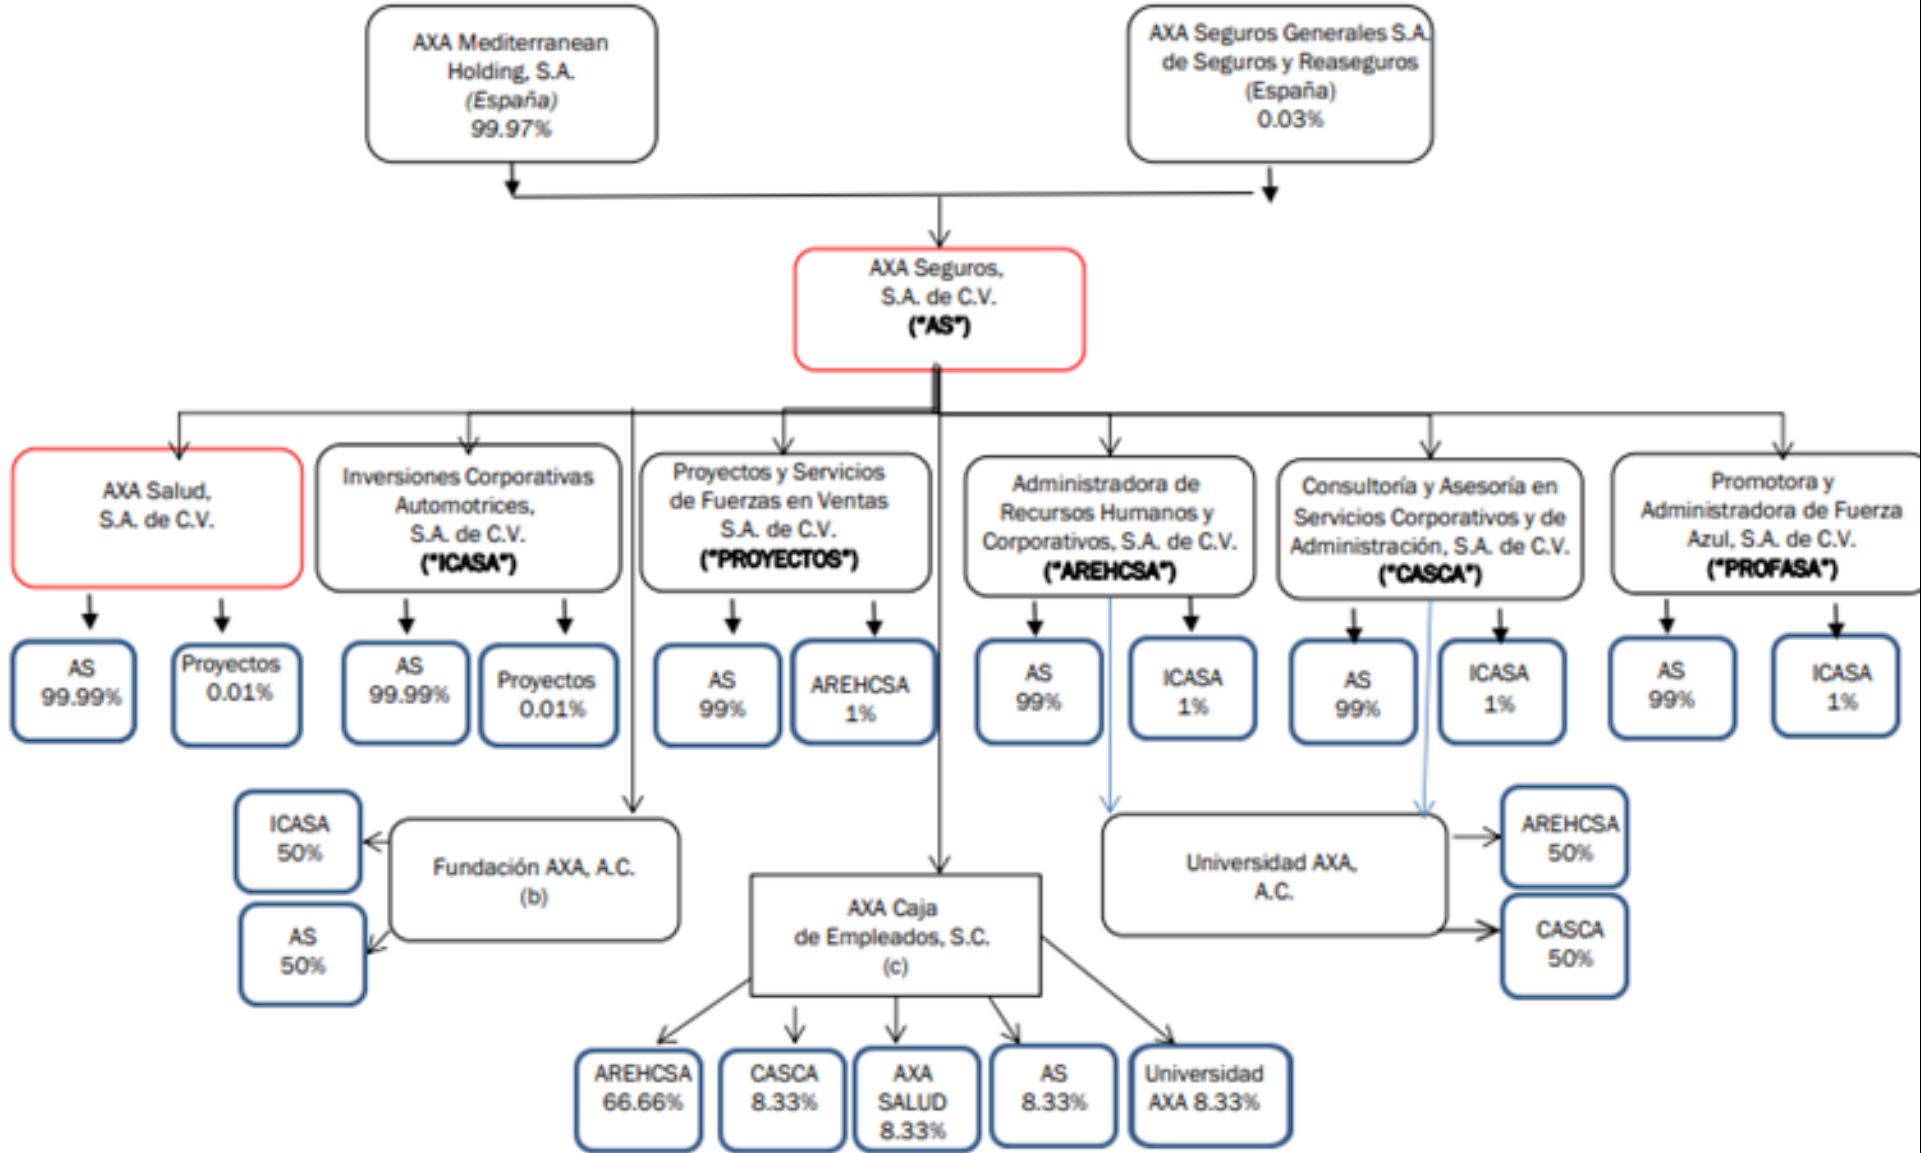 AXA Mediterranean
Holding, S.A.
(España)
99.97%
AXA Seguros Generales S.A.
de Seguros y Reaseguros
(España)
0.03%
AXA Seguros,
S.A. de C.V.
("AS")
AXA Salud,
S.A. de C.V.
Inversiones Corporativas
Automotrices,
S.A. de C.V.
("ICASA")
Proyectos y Servicios
de Fuerzas en Ventas
S.A. de C.V.
("PROYECTOS")
Administradora de
Recursos Humanos y
Corporativos, S.A. de C.V.
("AREHCSA")
Consultoría y Asesoría en
Servicios Corporativos y de
Administración, S.A. de C.V.
("CASCA")
Promotora y
Administradora de Fuerza
Azul, S.A. de C.V.
("PROFASA")
AS
99.99%
Proyectos
0.01%
AS
99.99%
Proyectos
0.01%
AS
99%
AREHCSA
1%
AS
99%
ICASA
1%
AS
99%
ICASA
1%
AS
99%
ICASA
1%
ICASA
50%
AS
50%
Fundación AXA, A.C.
(b)
AXA Caja
de Empleados, S.C.
(c)
Universidad AXA,
A.C.
AREHCSA
50%
CASCA
50%
AREHCSA
66.66%
CASCA
8.33%
AXA
SALUD
8.33%
AS
8.33%
Universidad
AXA 8.33%